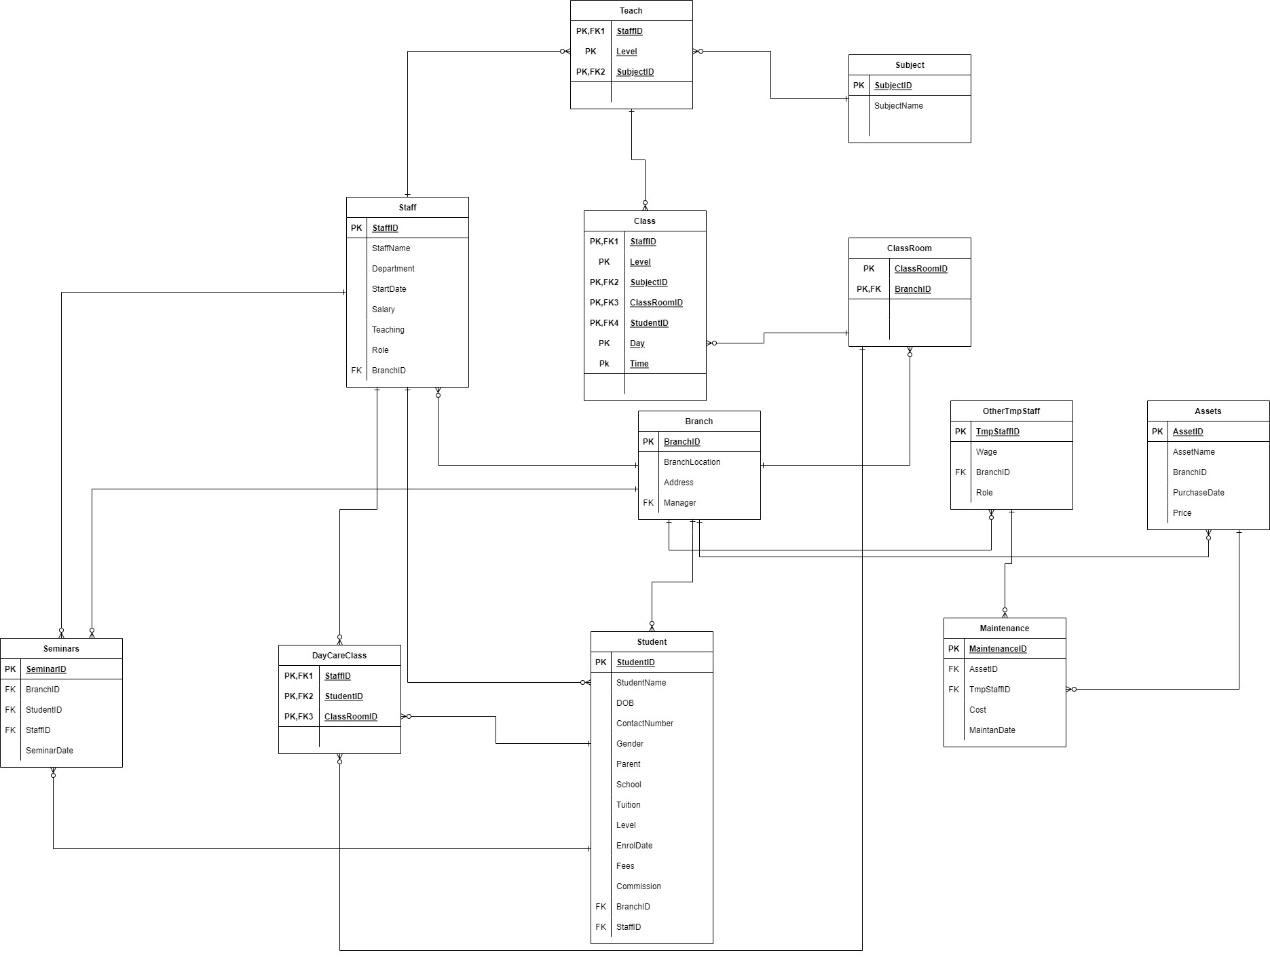 Teach
PK,FK1 StaffID
PK Level
PK,FK2 SubjectID
Subject
PK SubjectID
SubjectName
Staff
PK StaffID
StaffName
Department
StartDate
Salary
Teaching
Role
FK BranchID
Class
PK,FK1 StaffID
PK Level
PK,FK2 SubjectID
PK,FK3 ClassRoomID
PK,FK4 StudentID
PK Day
Pk Time
ClassRoom
PK ClassRoomID
PK,FK BranchID
Branch
PK BranchID
BranchLocation
Address
FK Manager
OtherTmpStaff
PK TmpStaffID
Wage
FK BranchID
Role
Assets
PK AssetID
AssetName
BranchID
PurchaseDate
Price
Seminars
PK SeminarID
FK BranchID
FK StudentID
FK StaffID
SeminarDate
DayCareClass
PK,FK1 StaffID
PK,FK2 StudentID
PK,FK3 ClassRoomID
Student
PK StudentID
StudentName
DOB
ContactNumber
Gender
Parent
School
Tuition
Level
EnrolDate
Fees
Commission
FK BranchID
FK StaffID
Maintenance
PK MaintenanceID
FK AssetID
FK TmpStaffID
Cost
MaintanDate